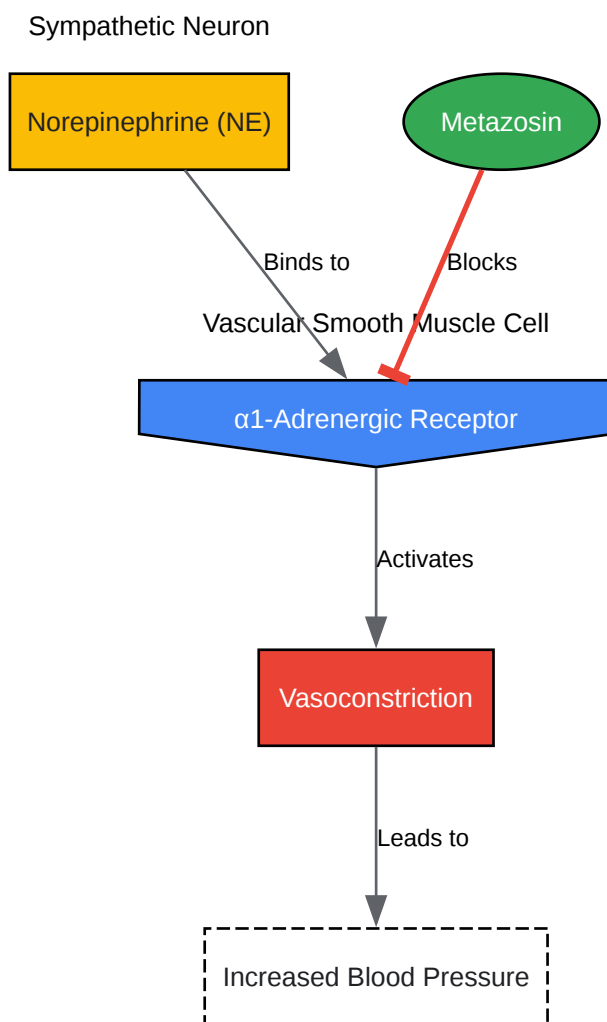 Sympathetic Neuron
Norepinephrine (NE)
Metazosin
Binds to
Blocks
Vascular Smooth Muscle Cell
α1-Adrenergic Receptor
Activates
Vasoconstriction
Leads to
Increased Blood Pressure